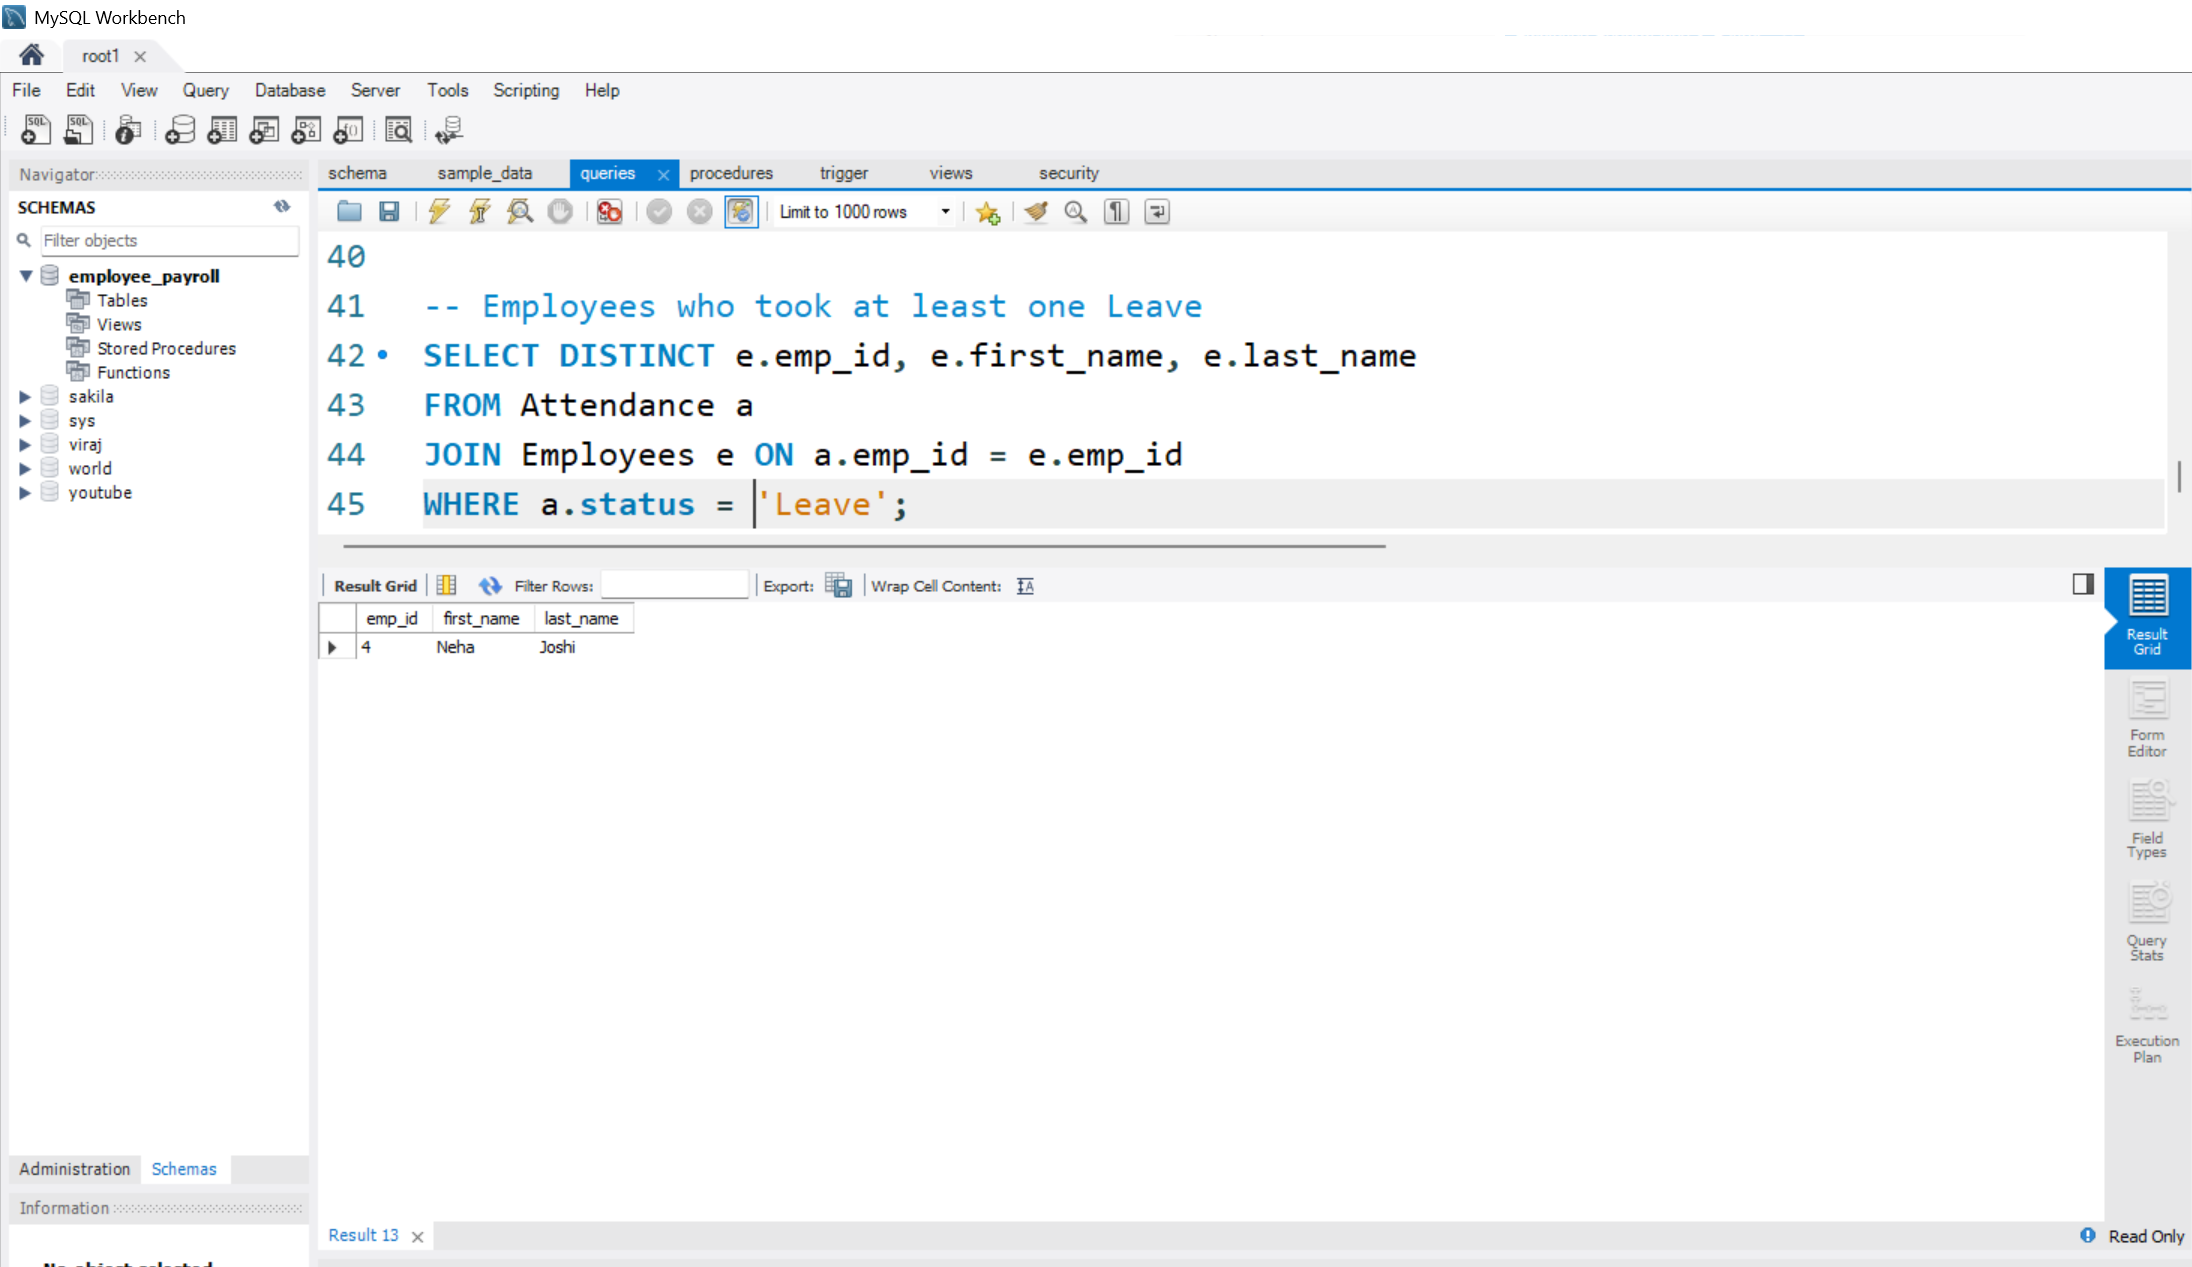 MySQL Workbench
root1
File Edit View Query Database Server Tools Scripting Help
Navigator
SCHEMAS
Filter objects
employee_payroll
Tables
Views
Stored Procedures
Functions
sakila
sys
viraj
world
youtube
Administration Schemas
Information
No object selected
schema sample_data queries procedures trigger views security
Limit to 1000 rows
40
41 -- Employees who took at least one Leave
42 SELECT DISTINCT e.emp_id, e.first_name, e.last_name
43 FROM Attendance a
44 JOIN Employees e ON a.emp_id = e.emp_id
45 WHERE a.status = 'Leave';
Result Grid Filter Rows: Export: Wrap Cell Content:
emp_id first_name last_name
4 Neha Joshi
Result
Grid
Form
Editor
Field
Types
Query
Stats
Execution
Plan
Result 13
Read Only